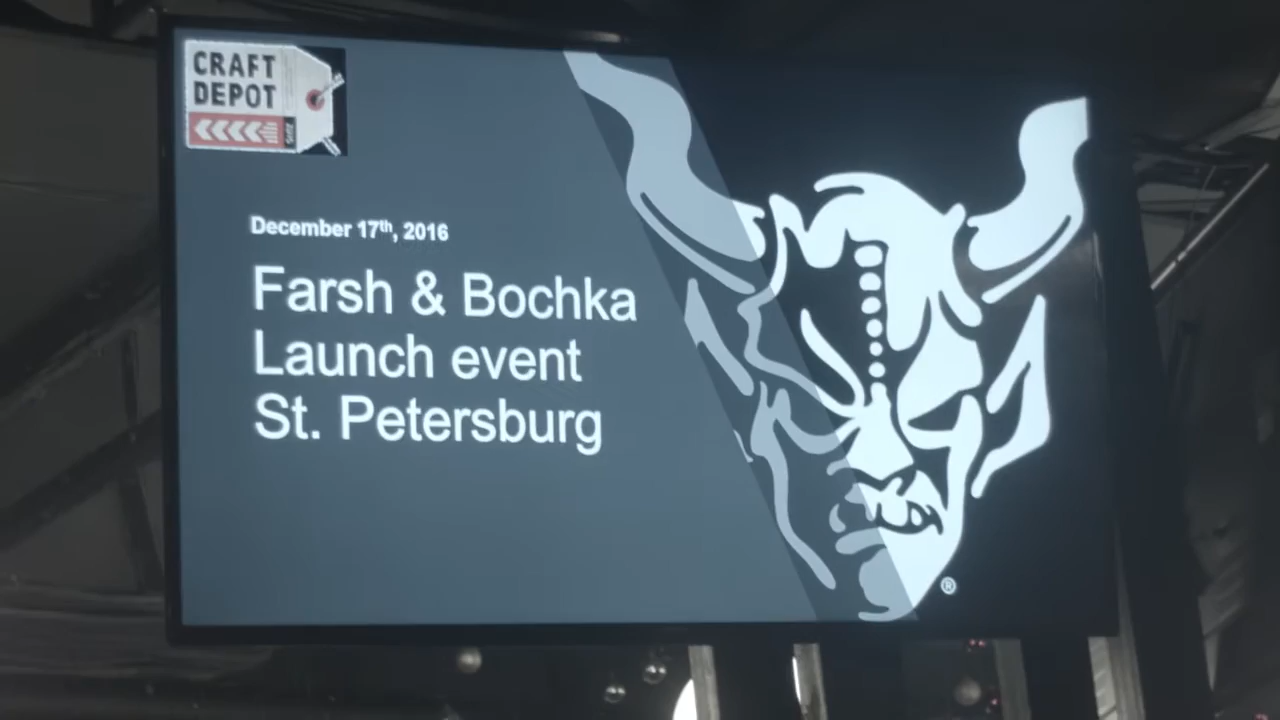 CRAFT
DEPOT
December 17th, 2016
Farsh & Bochka
Launch event
St. Petersburg
®